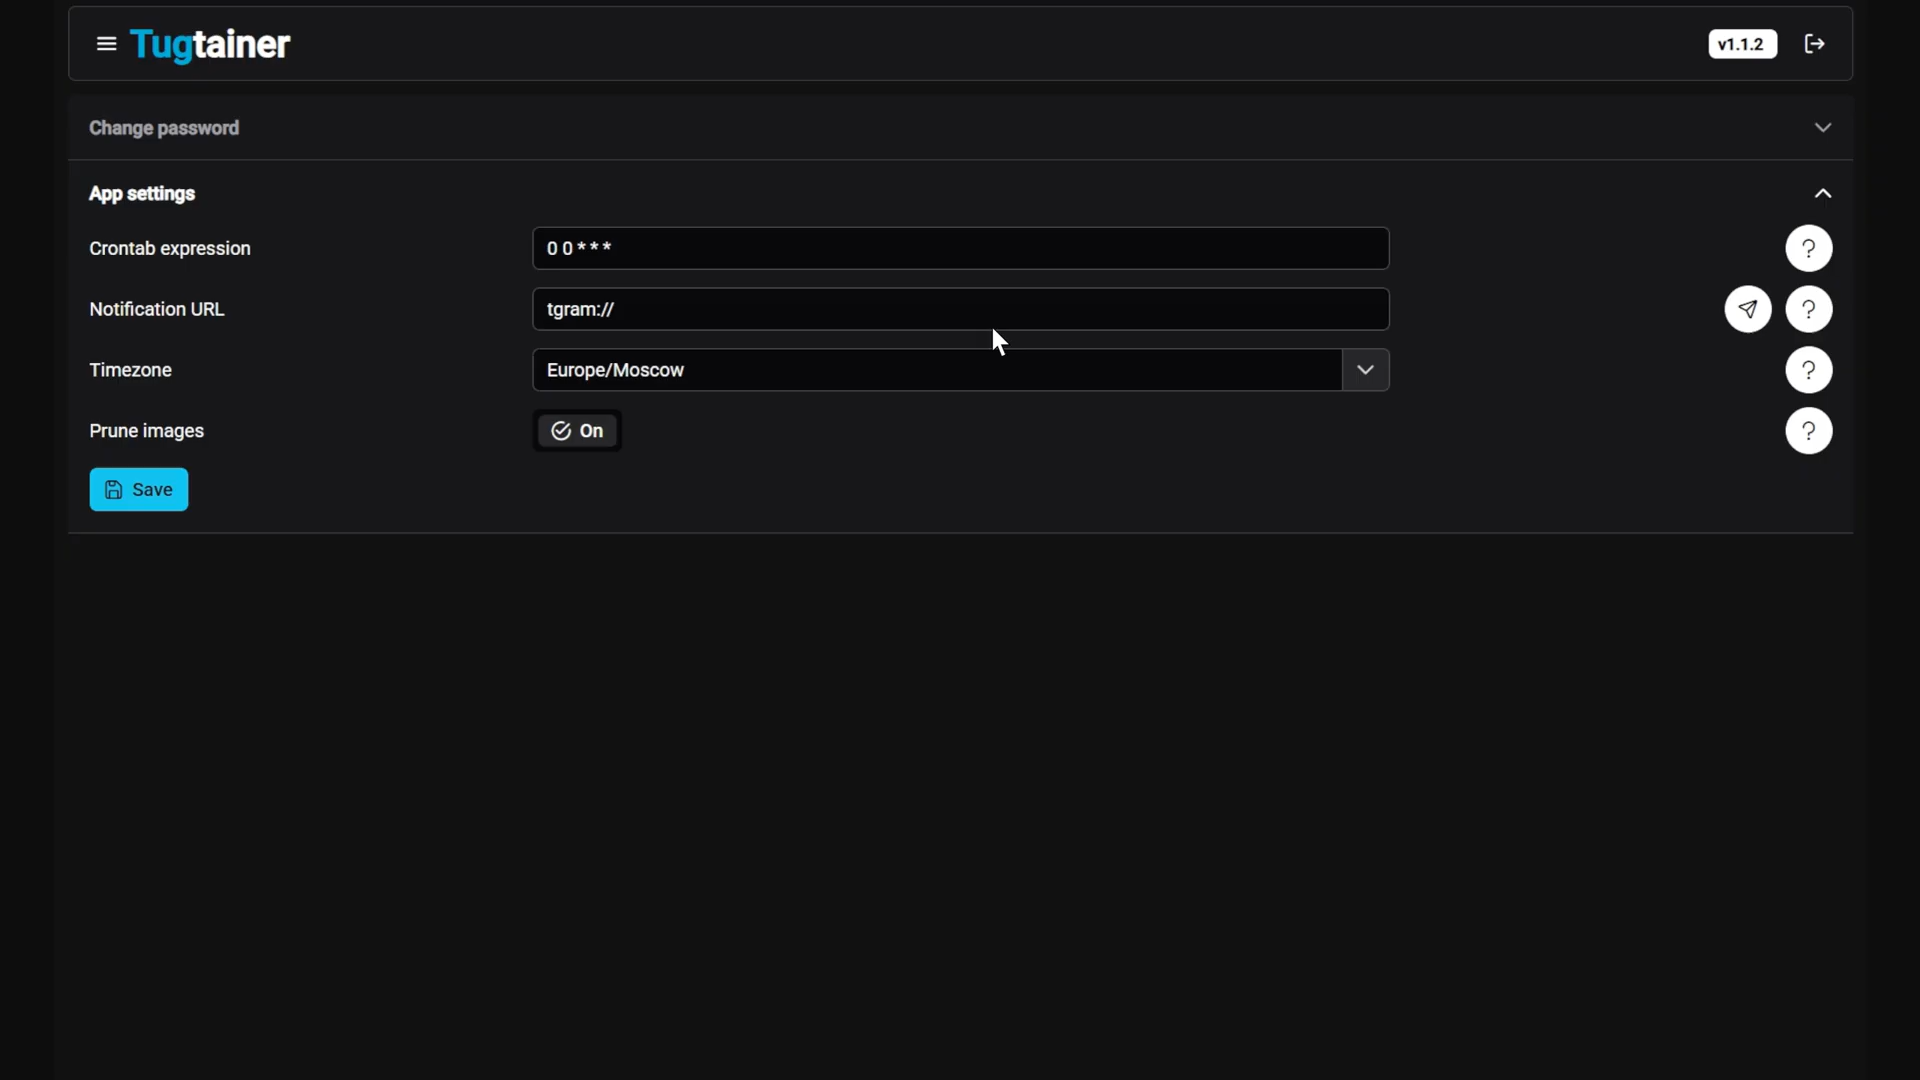 Tugtainer
v1.1.2
Change password
App settings
Crontab expression
0 0 * * *
?
Notification URL
tgram://
?
Timezone
Europe/Moscow
?
Prune images
On
?
Save